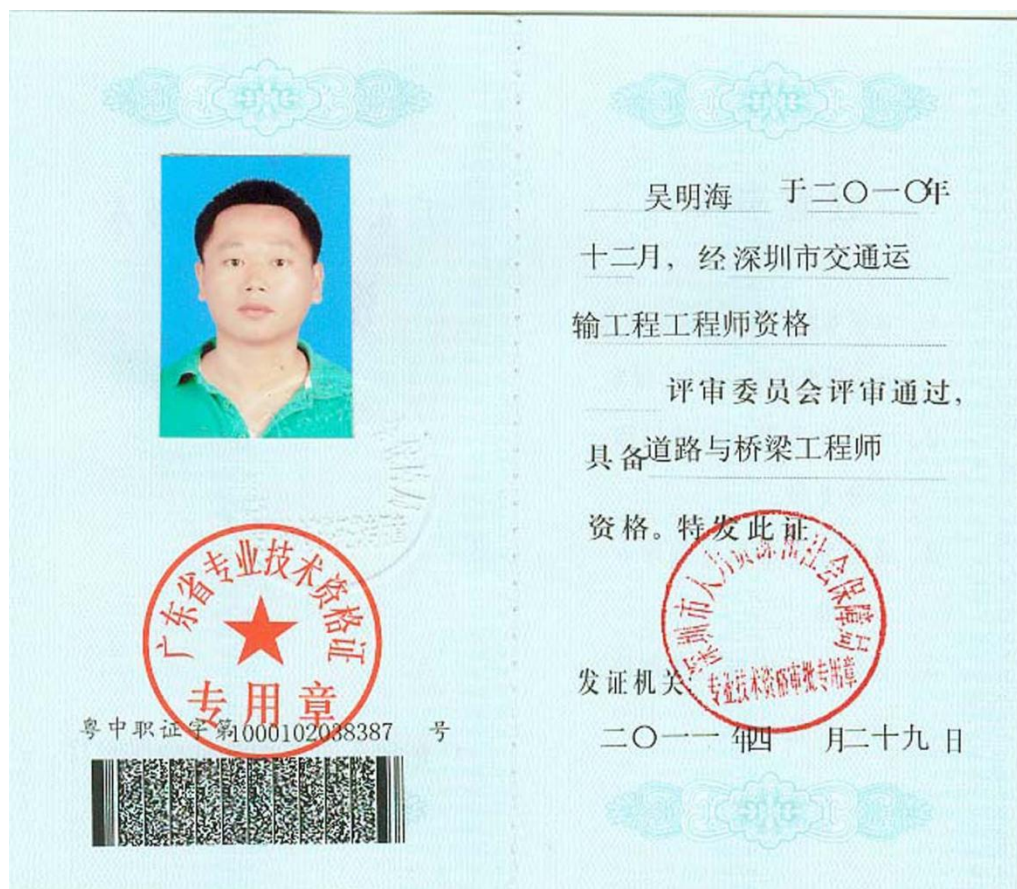 广东省专业技术资格证
专用章
粤中职证字第1000102038387 号
吴明海 于二〇一〇年
十二月，经深圳市交通运
输工程工程师资格
评审委员会评审通过，
具备道路与桥梁工程师
资格。特发此证
深圳市人力资源和社会保障局
专业技术资格审批专用章
发证机关：
二〇一一年四月二十九日